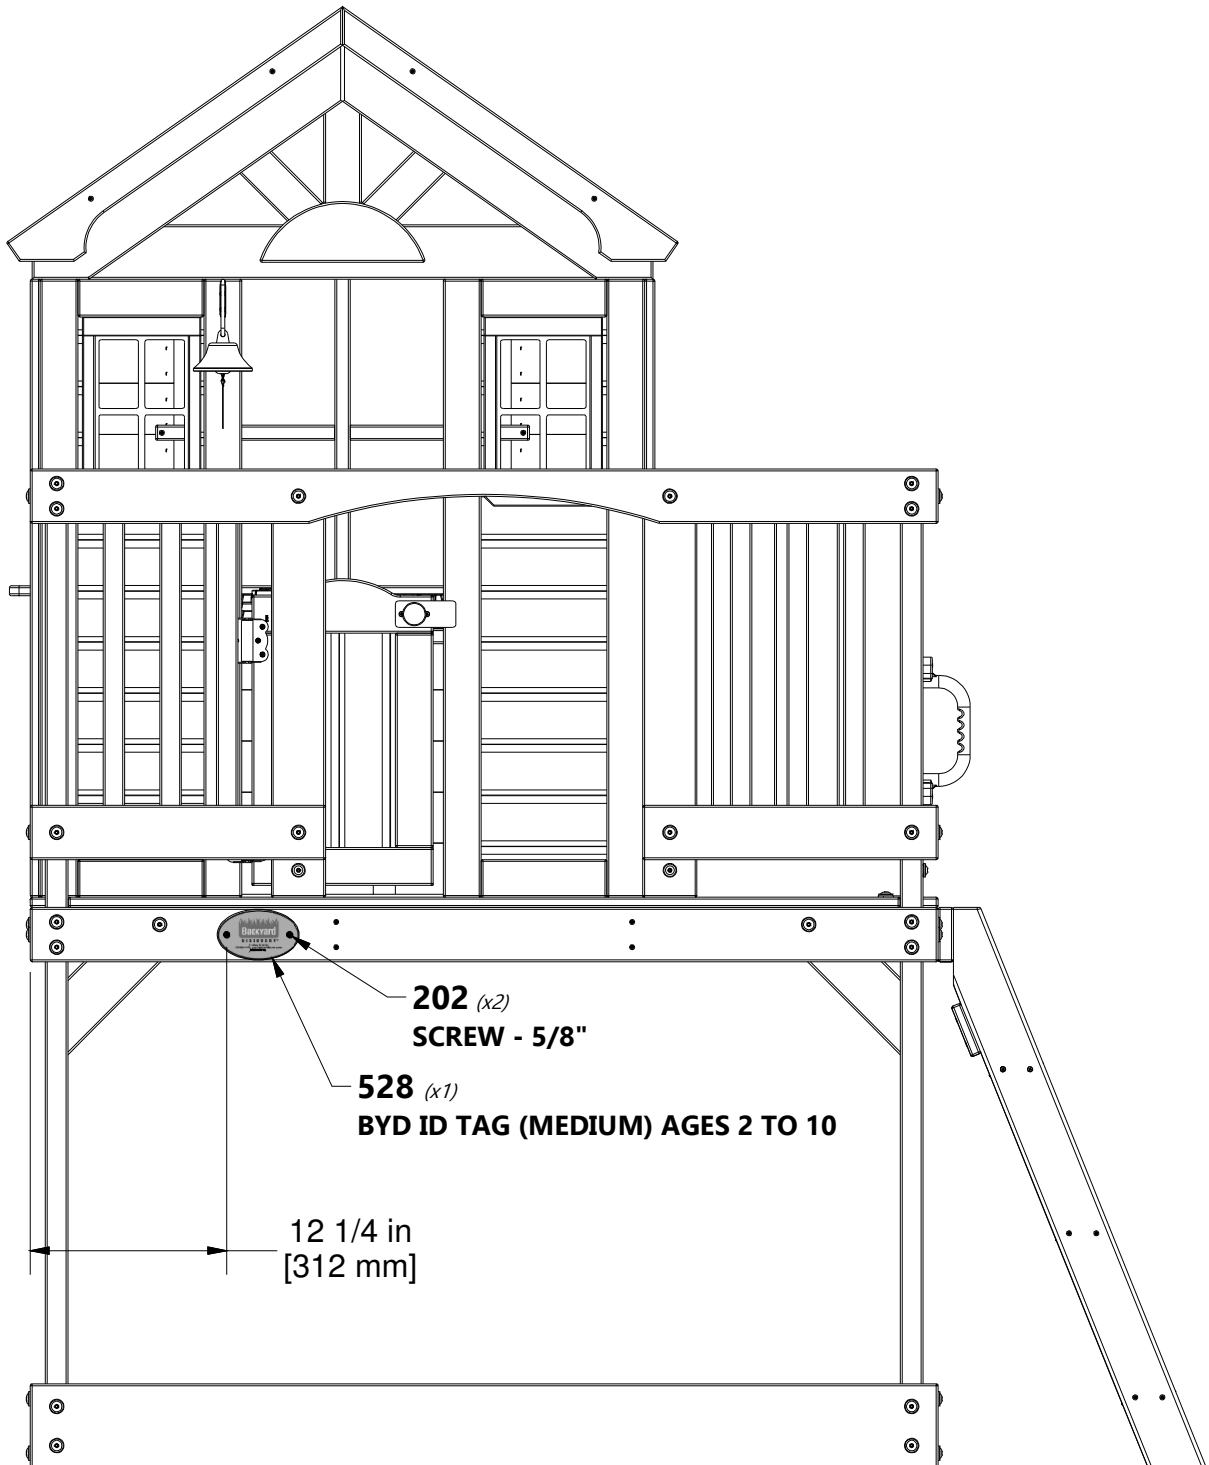 Backyard
DISCOVERY
202 (x2)
SCREW - 5/8"
528 (x1)
BYD ID TAG (MEDIUM) AGES 2 TO 10
12 1/4 in
[312 mm]